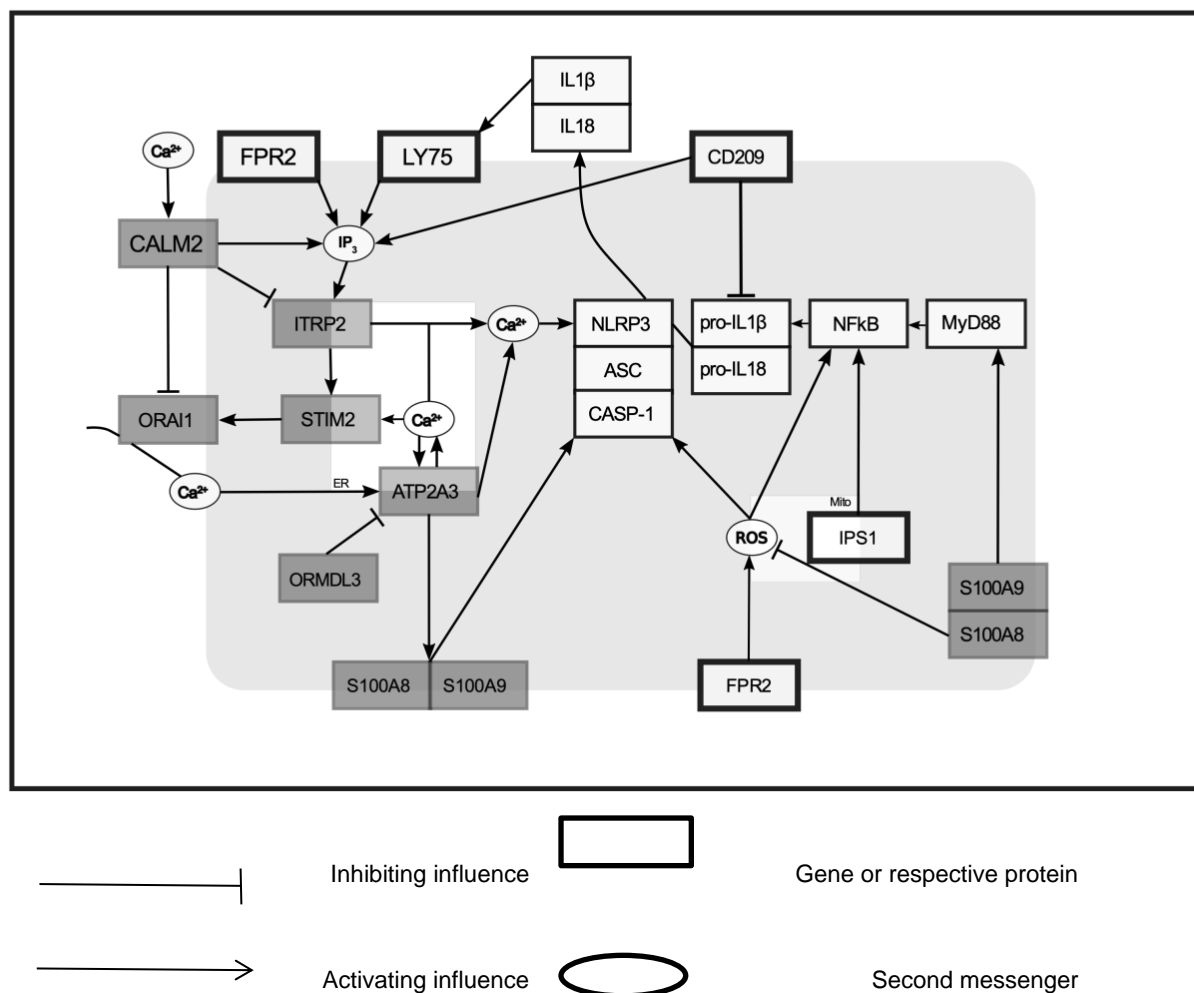 IL1β
IL18
Ca²⁺
FPR2
LY75
CD209
CALM2
IP₃
ITRP2
Ca²⁺
NLRP3
pro-IL1β
NFkB
MyD88
ASC
pro-IL18
CASP-1
ORAI1
STIM2
Ca²⁺
Ca²⁺
ER
ATP2A3
Mito
ROS
IPS1
ORMDL3
S100A9
S100A8
S100A8
S100A9
FPR2
Inhibiting influence
Gene or respective protein
Activating influence
Second messenger